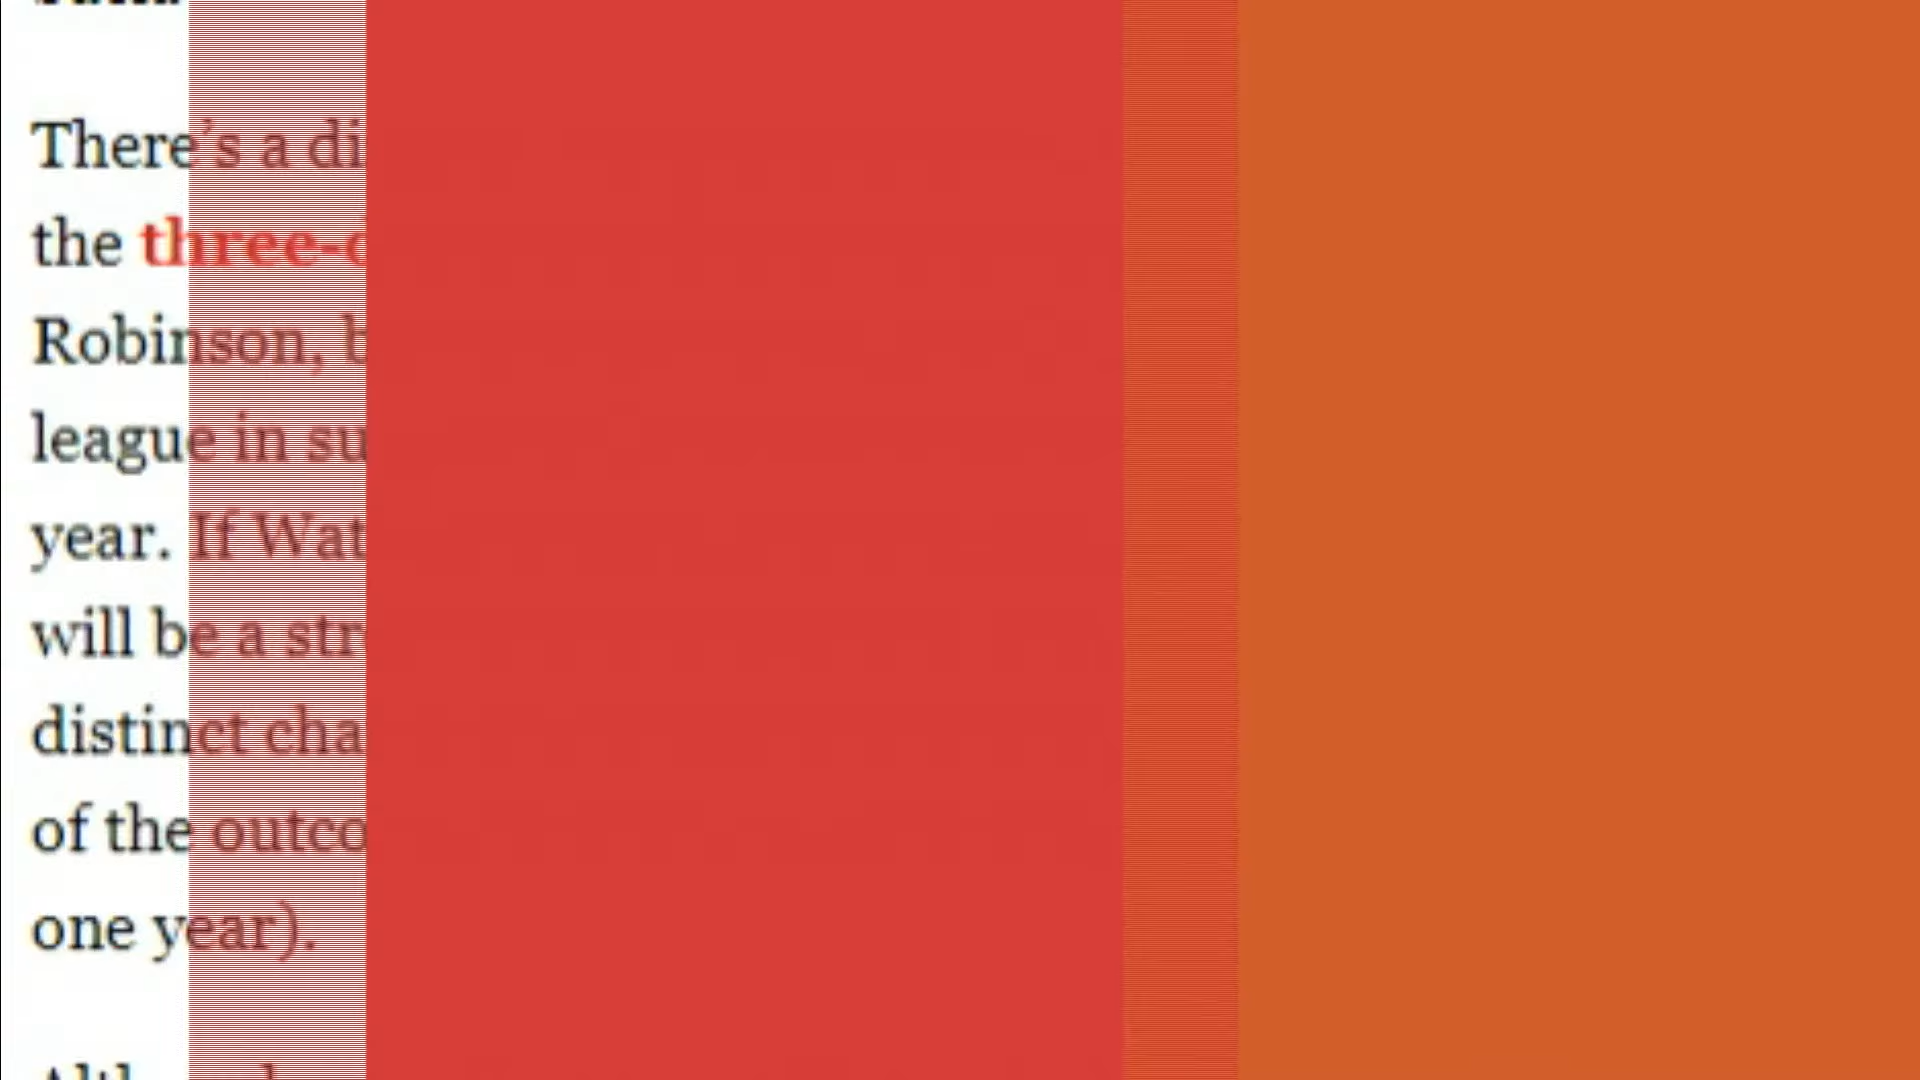 There's a di
the three-
Robinson, b
league in su
year. If Wat
will be a str
distinct cha
of the outco
one year).